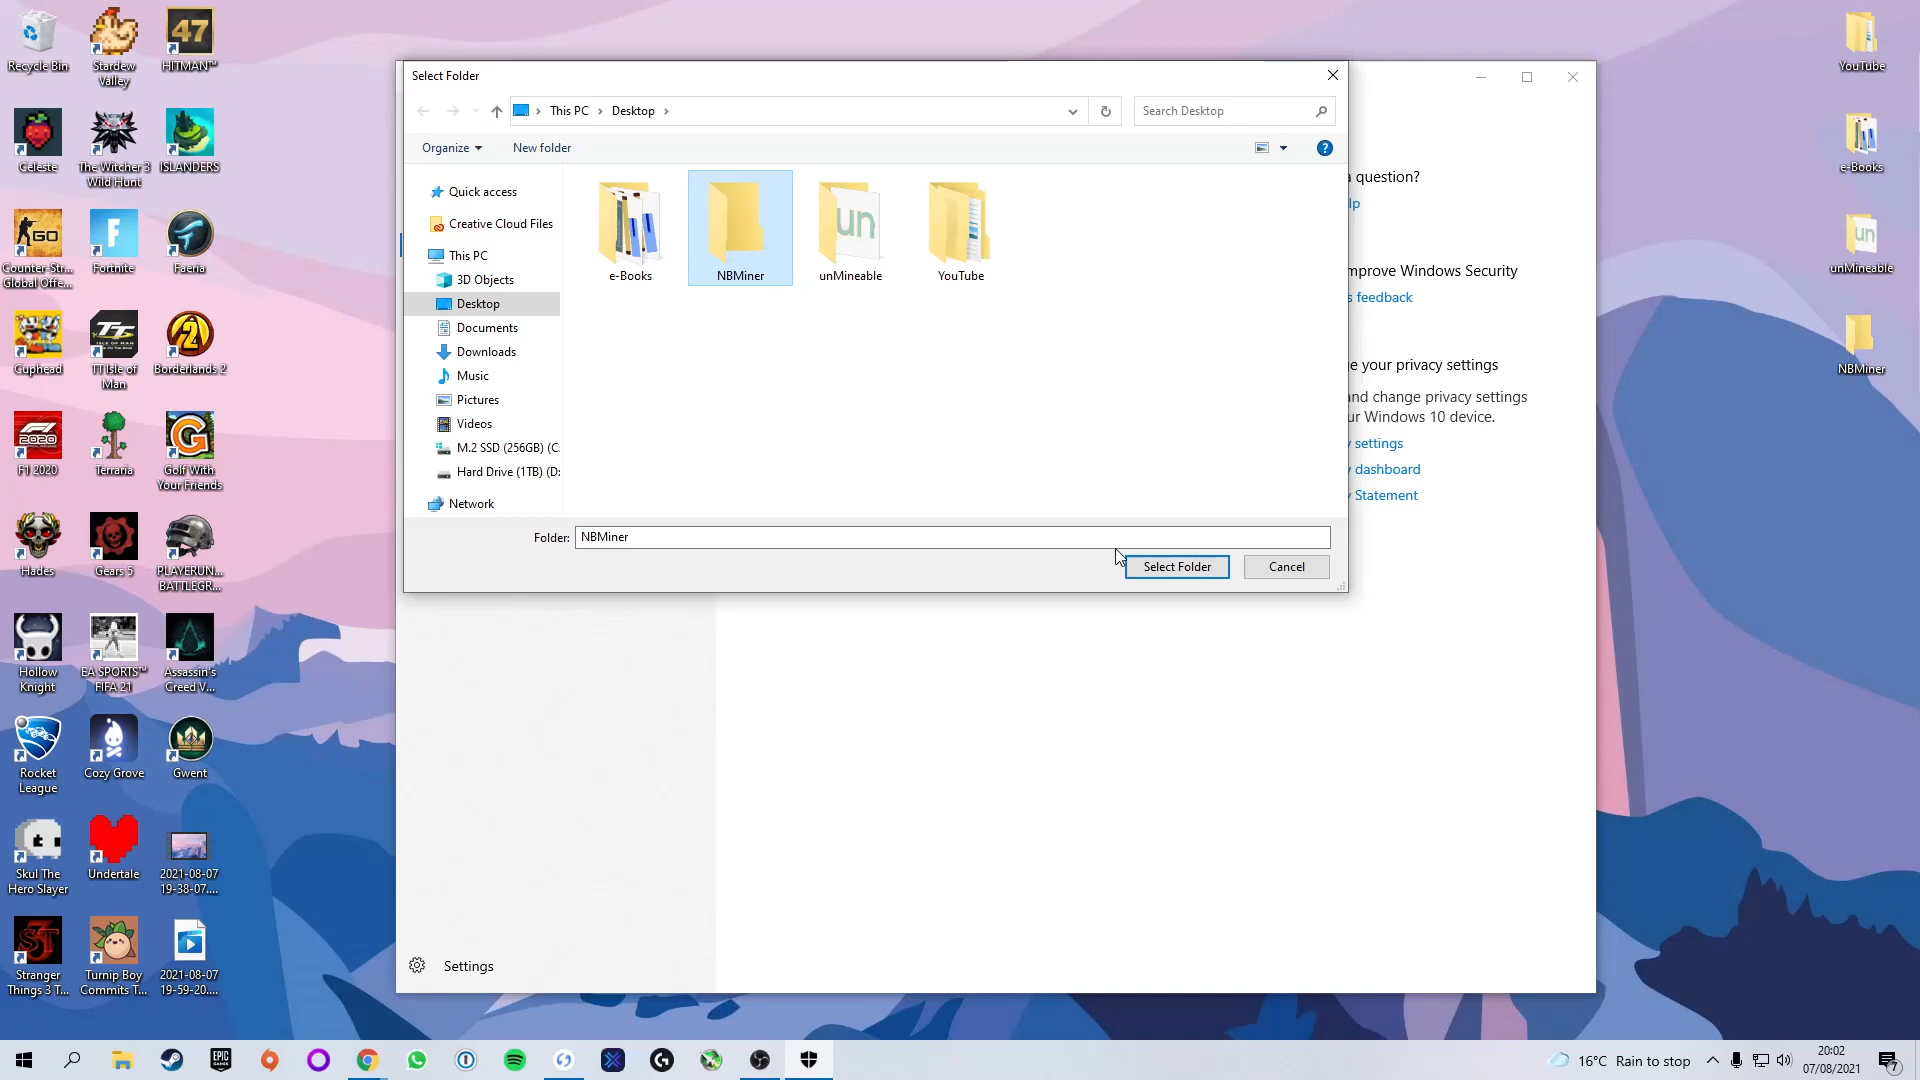 Recycle Bin
Stardew
Valley
HITMAN™
Celeste
The Witcher 3
Wild Hunt
ISLANDERS
Counter-Str...
Global Offe...
Fortnite
Faeria
Cuphead
TT Isle of
Man
Borderlands 2
F1 2020
Terraria
Golf With
Your Friends
Hades
Gears 5
PLAYERUN...
BATTLEGR...
Hollow
Knight
EA SPORTS™
FIFA 21
Assassin's
Creed V...
Rocket
League
Cozy Grove
Gwent
Skul The
Hero Slayer
Undertale
2021-08-07
19-38-07....
Stranger
Things 3 T...
Turnip Boy
Commits T...
2021-08-07
19-59-20....
Select Folder
This PC
Desktop
Search Desktop
Organize
New folder
Quick access
Creative Cloud Files
This PC
3D Objects
Desktop
Documents
Downloads
Music
Pictures
Videos
M.2 SSD (256GB) (C:
Hard Drive (1TB) (D:
Network
e-Books
NBMiner
unMineable
YouTube
Folder: NBMiner
Select Folder
Cancel
a question?
lp
mprove Windows Security
s feedback
e your privacy settings
and change privacy settings
ur Windows 10 device.
y settings
y dashboard
y Statement
Settings
YouTube
e-Books
unMineable
NBMiner
16°C Rain to stop
20:02
07/08/2021
7